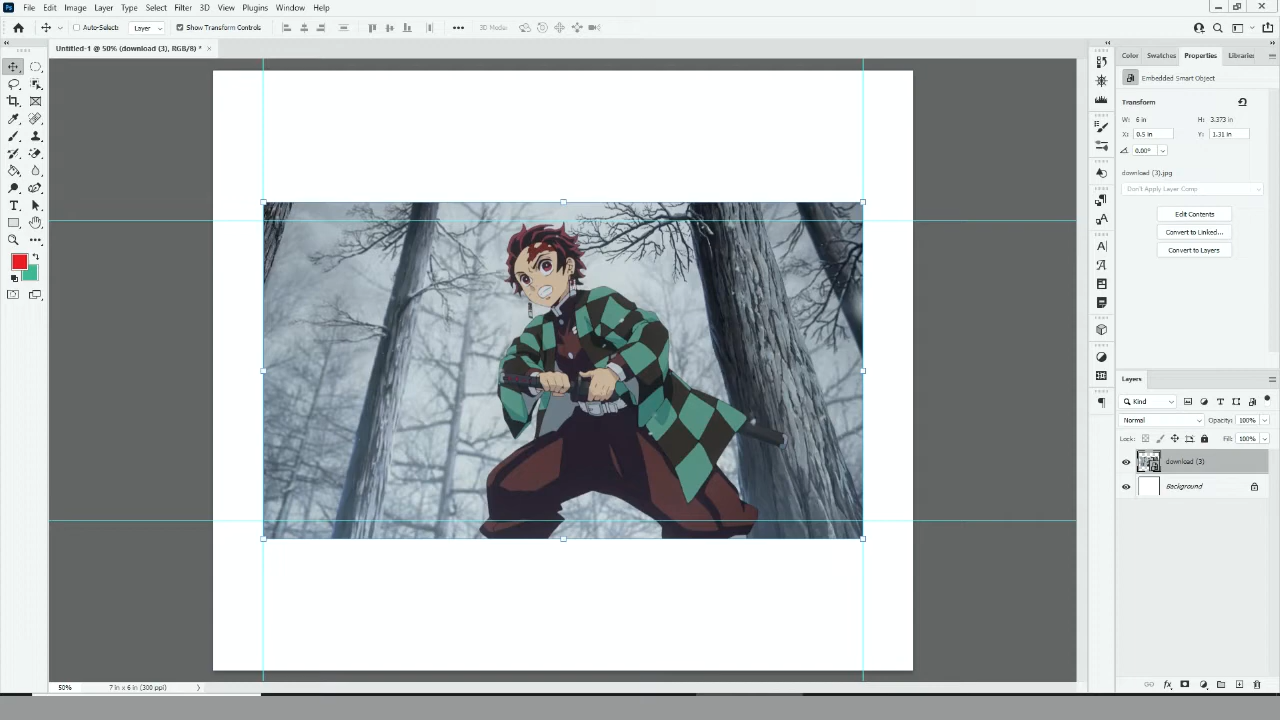 Ps File Edit Image Layer Type Select Filter 3D View Plugins Window Help
Auto-Select: Layer Show Transform Controls 3D Mode:
Untitled-1 @ 50% (download (3), RGB/8) * ×
Color Swatches Properties Libraries
Embedded Smart Object
Transform
W: 6 in H: 3.373 in
X: 0.5 in Y: 1.31 in
0.00°
download (3).jpg
Don't Apply Layer Comp
Edit Contents
Convert to Linked...
Convert to Layers
Layers
Kind
Normal Opacity: 100%
Lock: Fill: 100%
download (3)
Background
50% 7 in x 6 in (300 ppi)